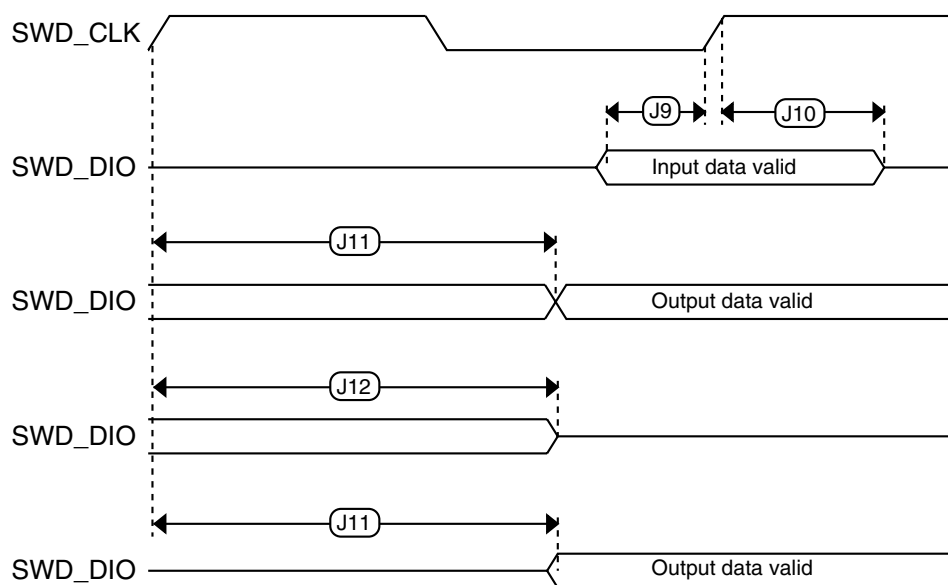 SWD_CLK
J9
J10
SWD_DIO
Input data valid
J11
SWD_DIO
Output data valid
J12
SWD_DIO
J11
SWD_DIO
Output data valid